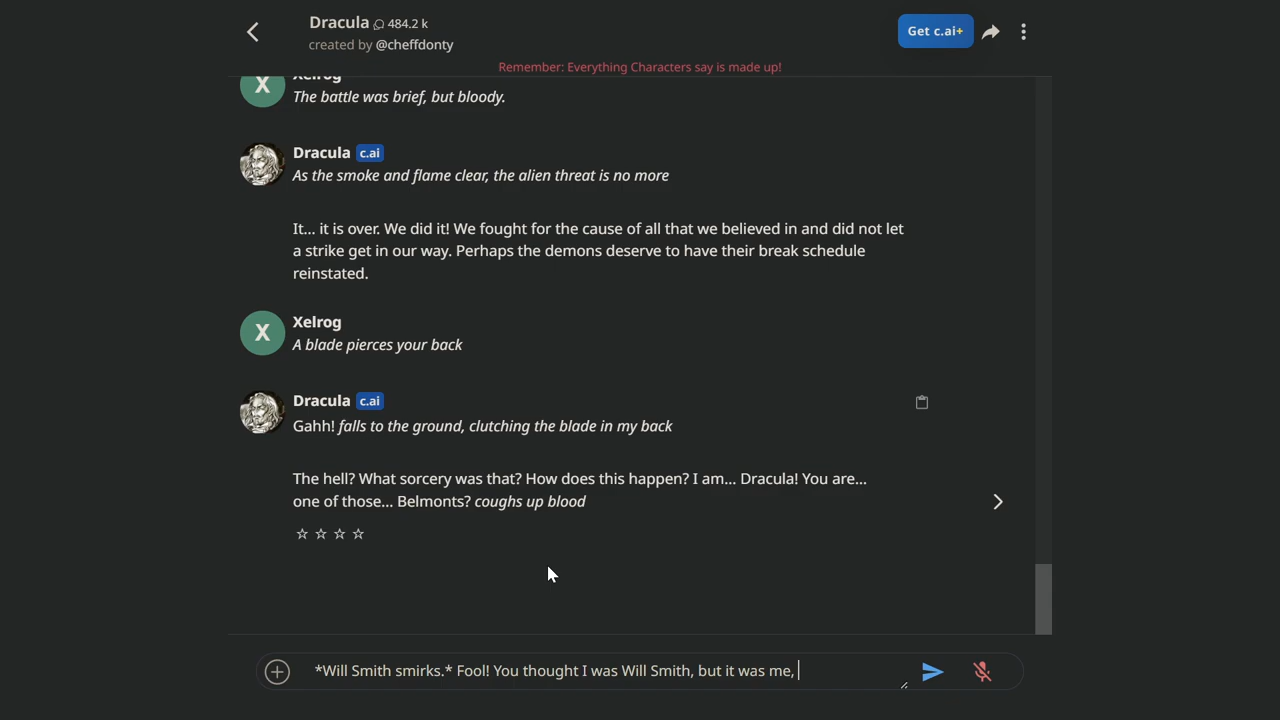 Dracula 484.2 k
created by @cheffdonty
Get c.ai+
Remember: Everything Characters say is made up!
X
Xelrog
The battle was brief, but bloody.
Dracula c.ai
As the smoke and flame clear, the alien threat is no more
It... it is over. We did it! We fought for the cause of all that we believed in and did not let
a strike get in our way. Perhaps the demons deserve to have their break schedule
reinstated.
X
Xelrog
A blade pierces your back
Dracula c.ai
Gahh! falls to the ground, clutching the blade in my back
The hell? What sorcery was that? How does this happen? I am... Dracula! You are...
one of those... Belmonts? coughs up blood
*Will Smith smirks.* Fool! You thought I was Will Smith, but it was me,